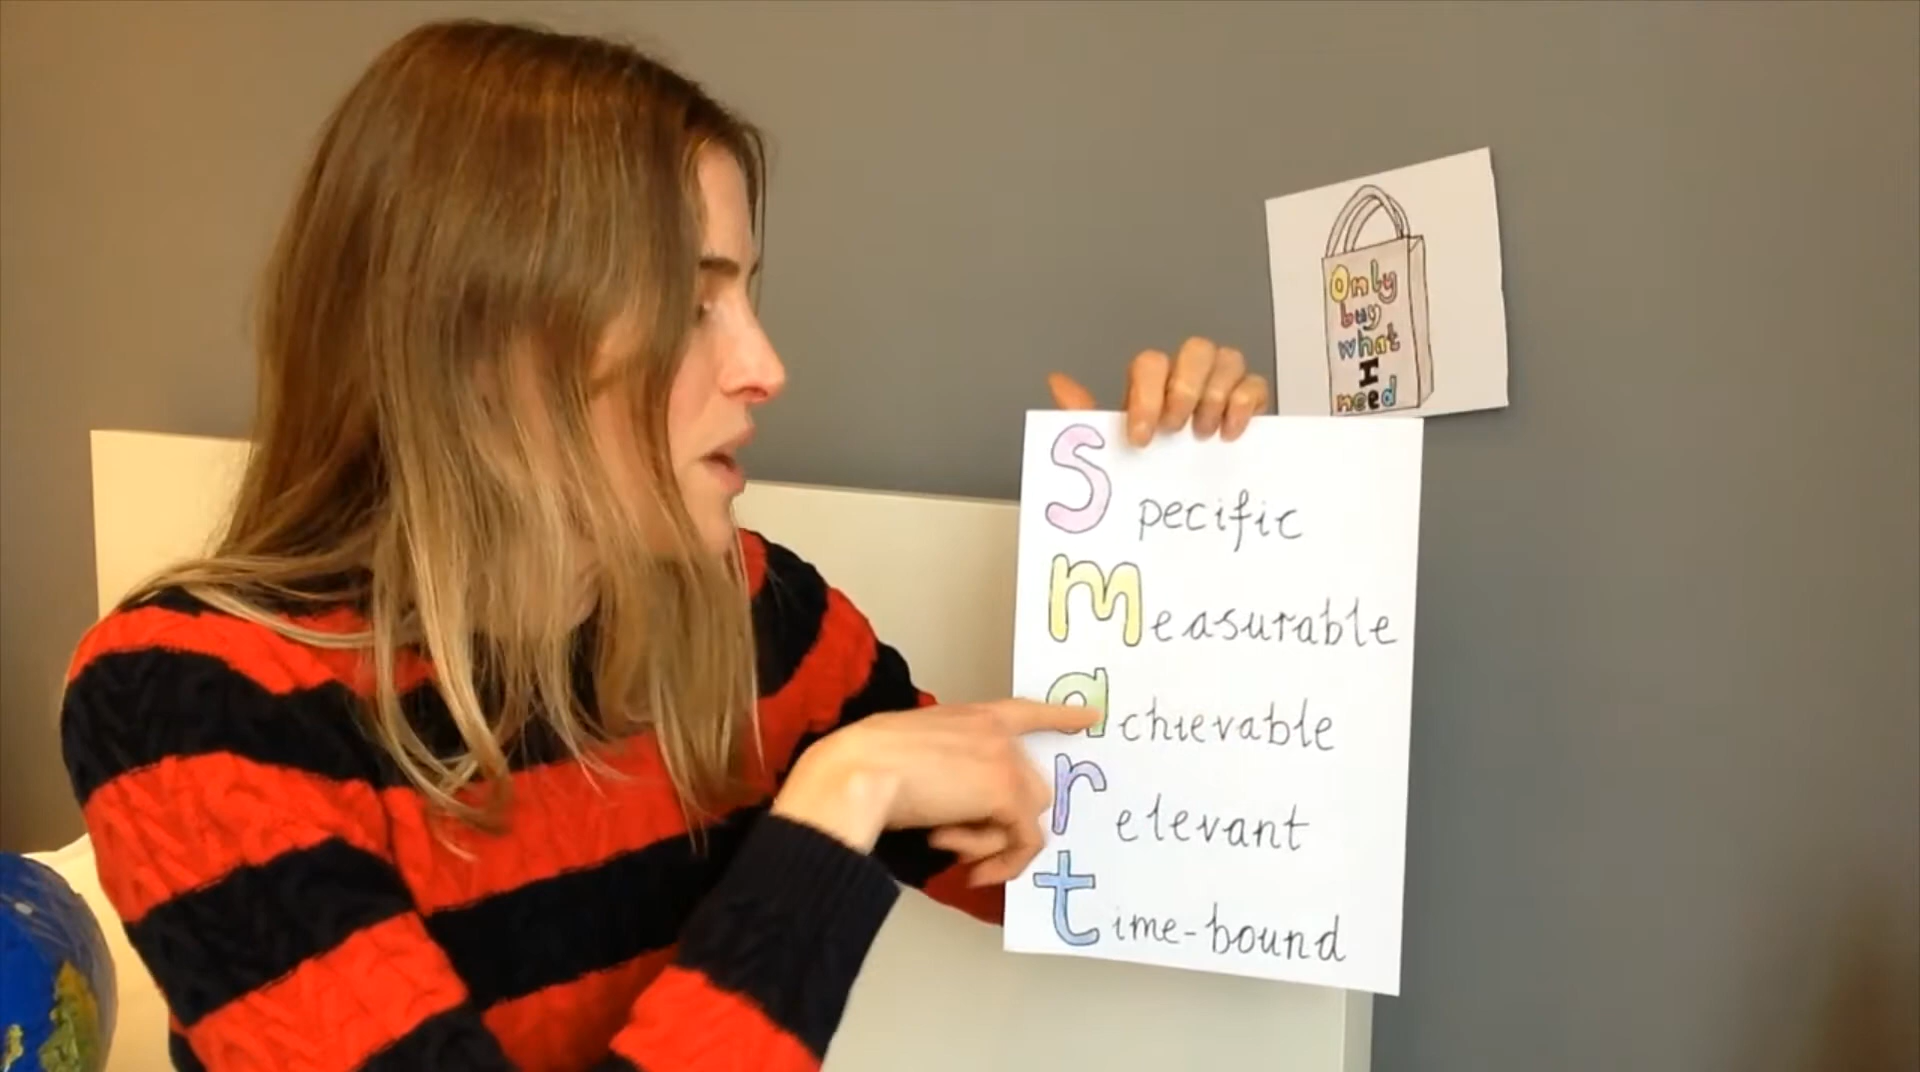 Only
buy
what
I
need
Specific
measurable
achievable
relevant
time-bound